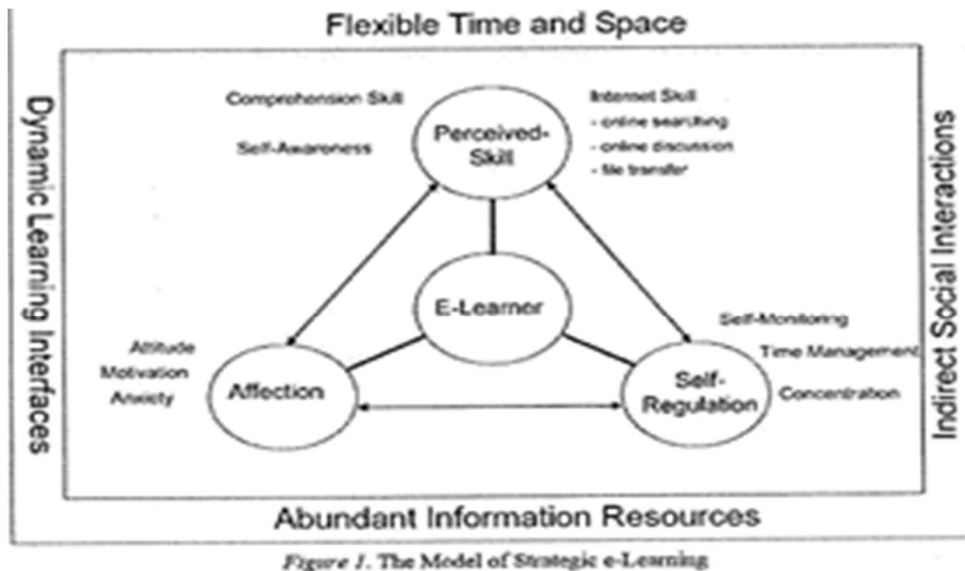 Flexible Time and Space
Dynamic Learning Interfaces
Comprehension Skill
Self-Awareness
Perceived-
Skill
Internet Skill
- online searching
- online discussion
- file transfer
E-Learner
Attitude
Motivation
Anxiety
Affection
Self-
Regulation
Self-Monitoring
Time Management
Concentration
Indirect Social Interactions
Abundant Information Resources
Figure 1. The Model of Strategic e-Learning